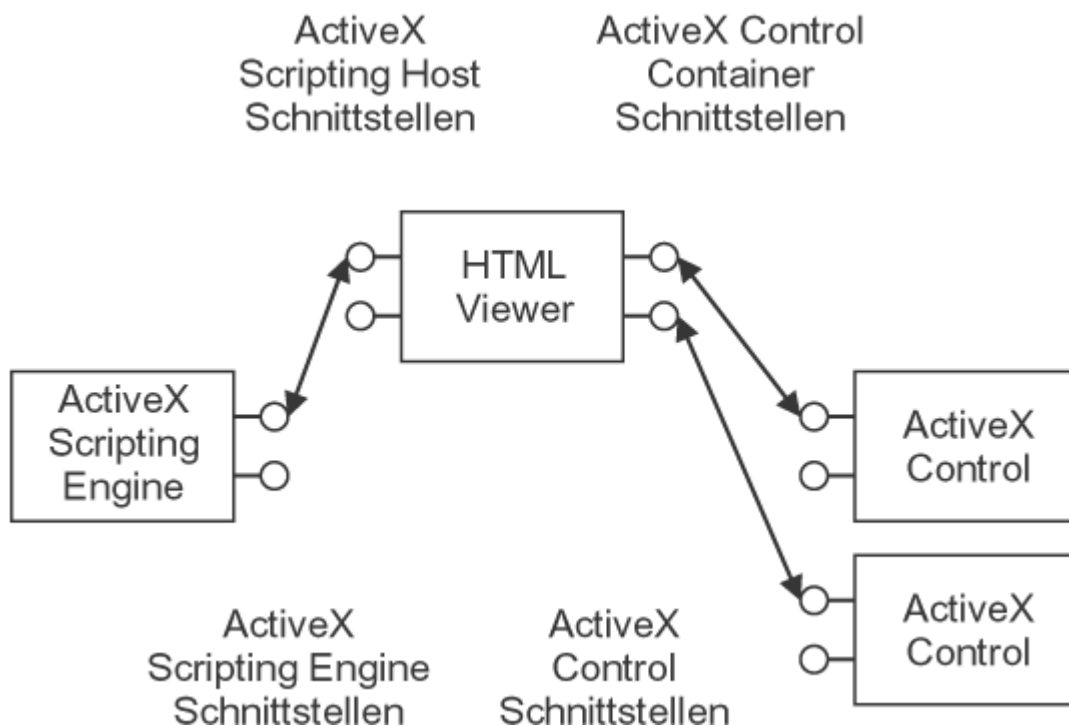 ActiveX
Scripting Host
Schnittstellen
ActiveX Control
Container
Schnittstellen
HTML
Viewer
ActiveX
Scripting
Engine
ActiveX
Control
ActiveX
Control
ActiveX
Scripting Engine
Schnittstellen
ActiveX
Control
Schnittstellen